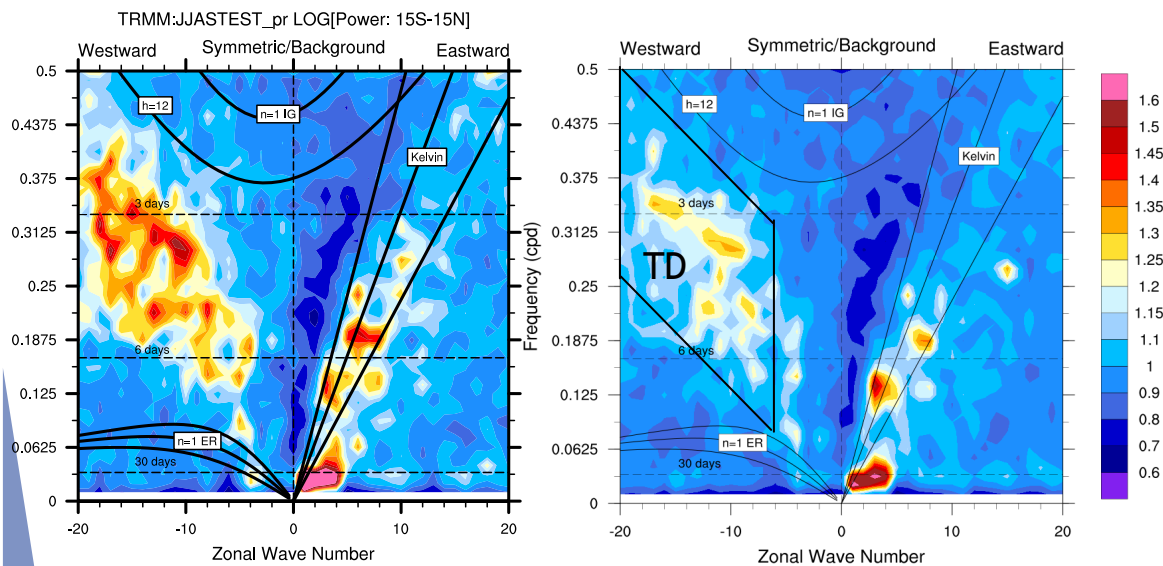 TRMM:JJASTEST_pr LOG[Power: 15S-15N]
Westward Symmetric/Background Eastward
0.5
0.4375
0.375
0.3125
0.25
0.1875
0.125
0.0625
0
h=12
n=1 IG
Kelvin
3 days
6 days
n=1 ER
30 days
-20 -10 0 10 20
Zonal Wave Number
Westward Symmetric/Background Eastward
Frequency (cpd)
0.5
0.4375
0.375
0.3125
0.25
0.1875
0.125
0.0625
0
h=12
n=1 IG
Kelvin
3 days
TD
6 days
n=1 ER
30 days
-20 -10 0 10 20
Zonal Wave Number
1.6
1.5
1.45
1.4
1.35
1.3
1.25
1.2
1.15
1.1
1
0.9
0.8
0.7
0.6